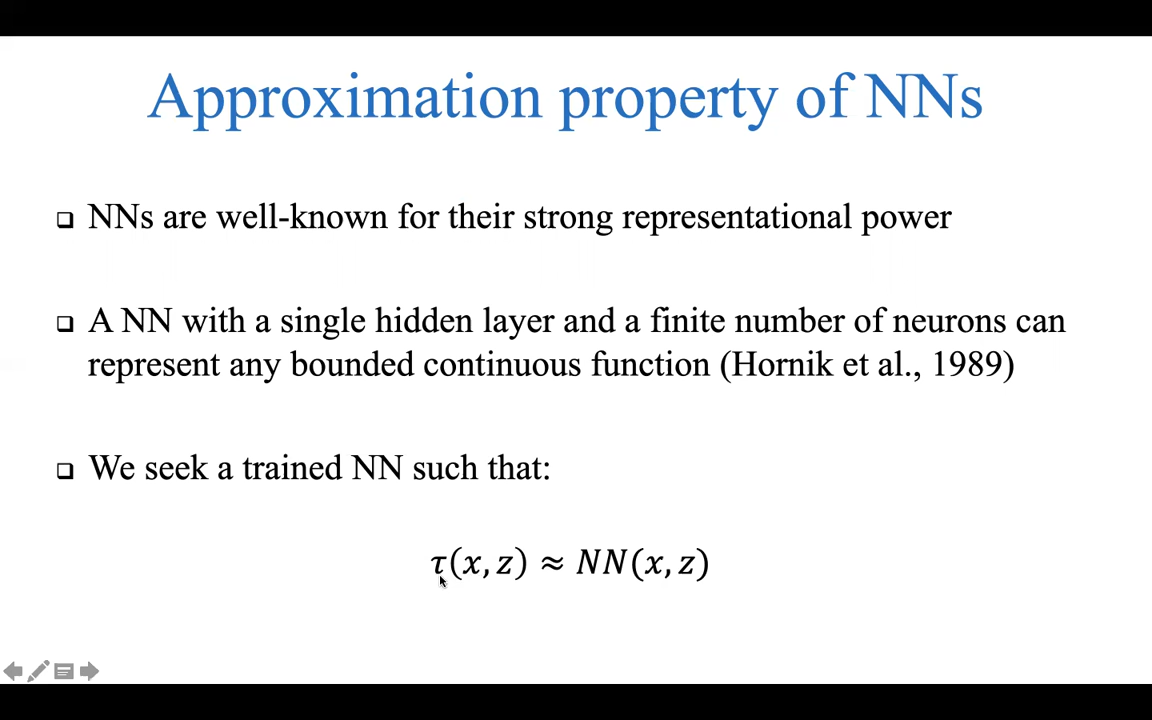 Approximation property of NNs
NNs are well-known for their strong representational power
A NN with a single hidden layer and a finite number of neurons can
represent any bounded continuous function (Hornik et al., 1989)
We seek a trained NN such that:
τ(x, z) ≈ NN(x, z)